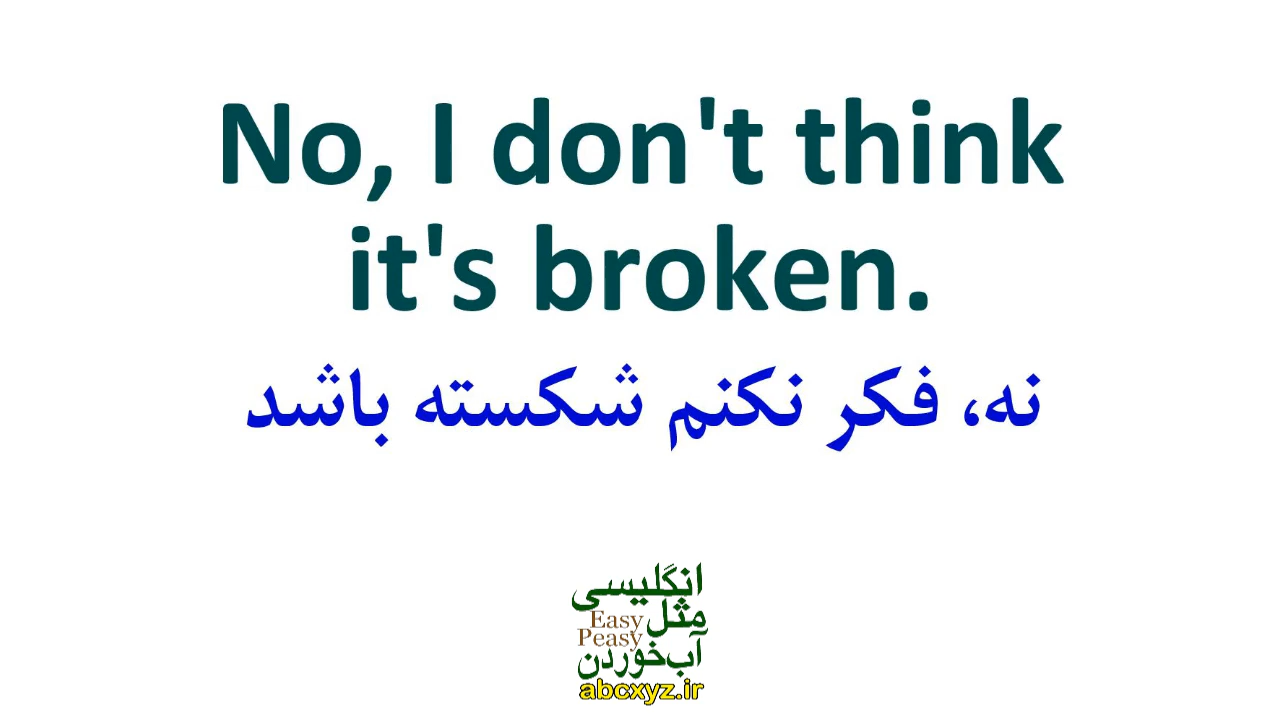 No, I don't think
it's broken.
نه، فکر نکنم شکسته باشد
انگلیسی
مثل
Easy
Peasy
آب‌خوردن
abcxyz.ir